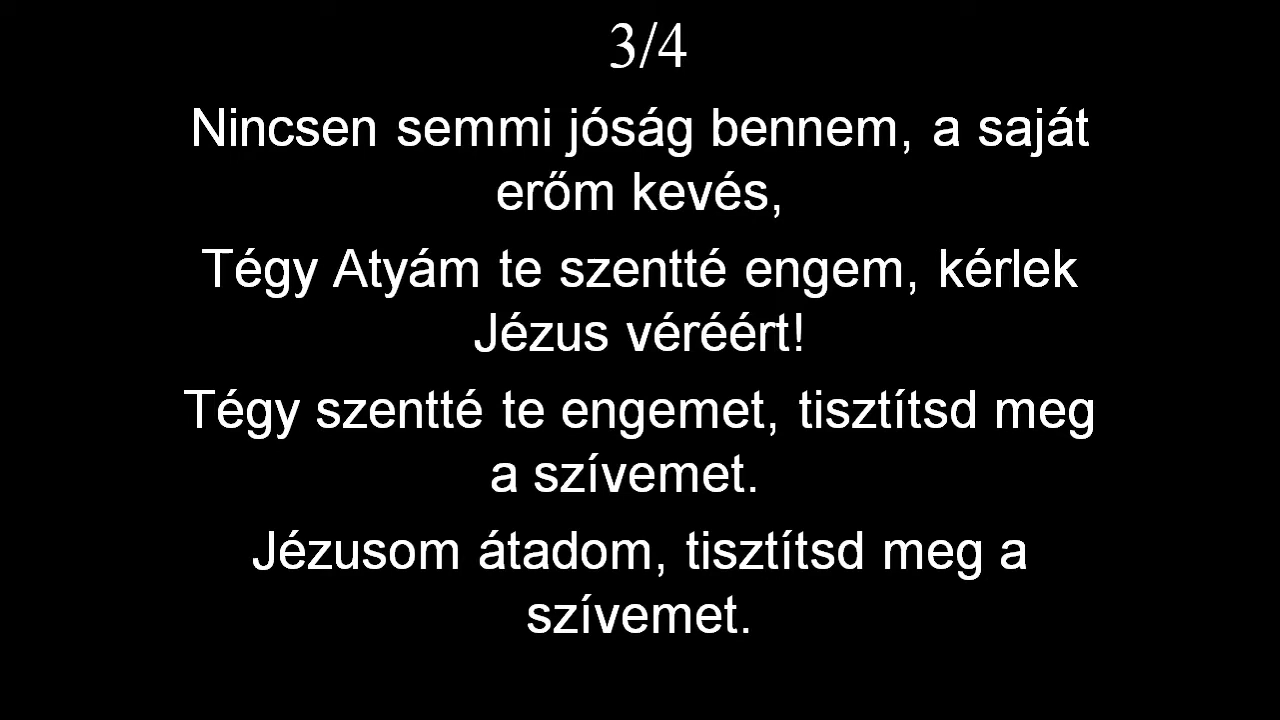 3/4
Nincsen semmi jóság bennem, a saját
erőm kevés,
Tégy Atyám te szentté engem, kérlek
Jézus véréért!
Tégy szentté te engemet, tisztítsd meg
a szívemet.
Jézusom átadom, tisztítsd meg a
szívemet.